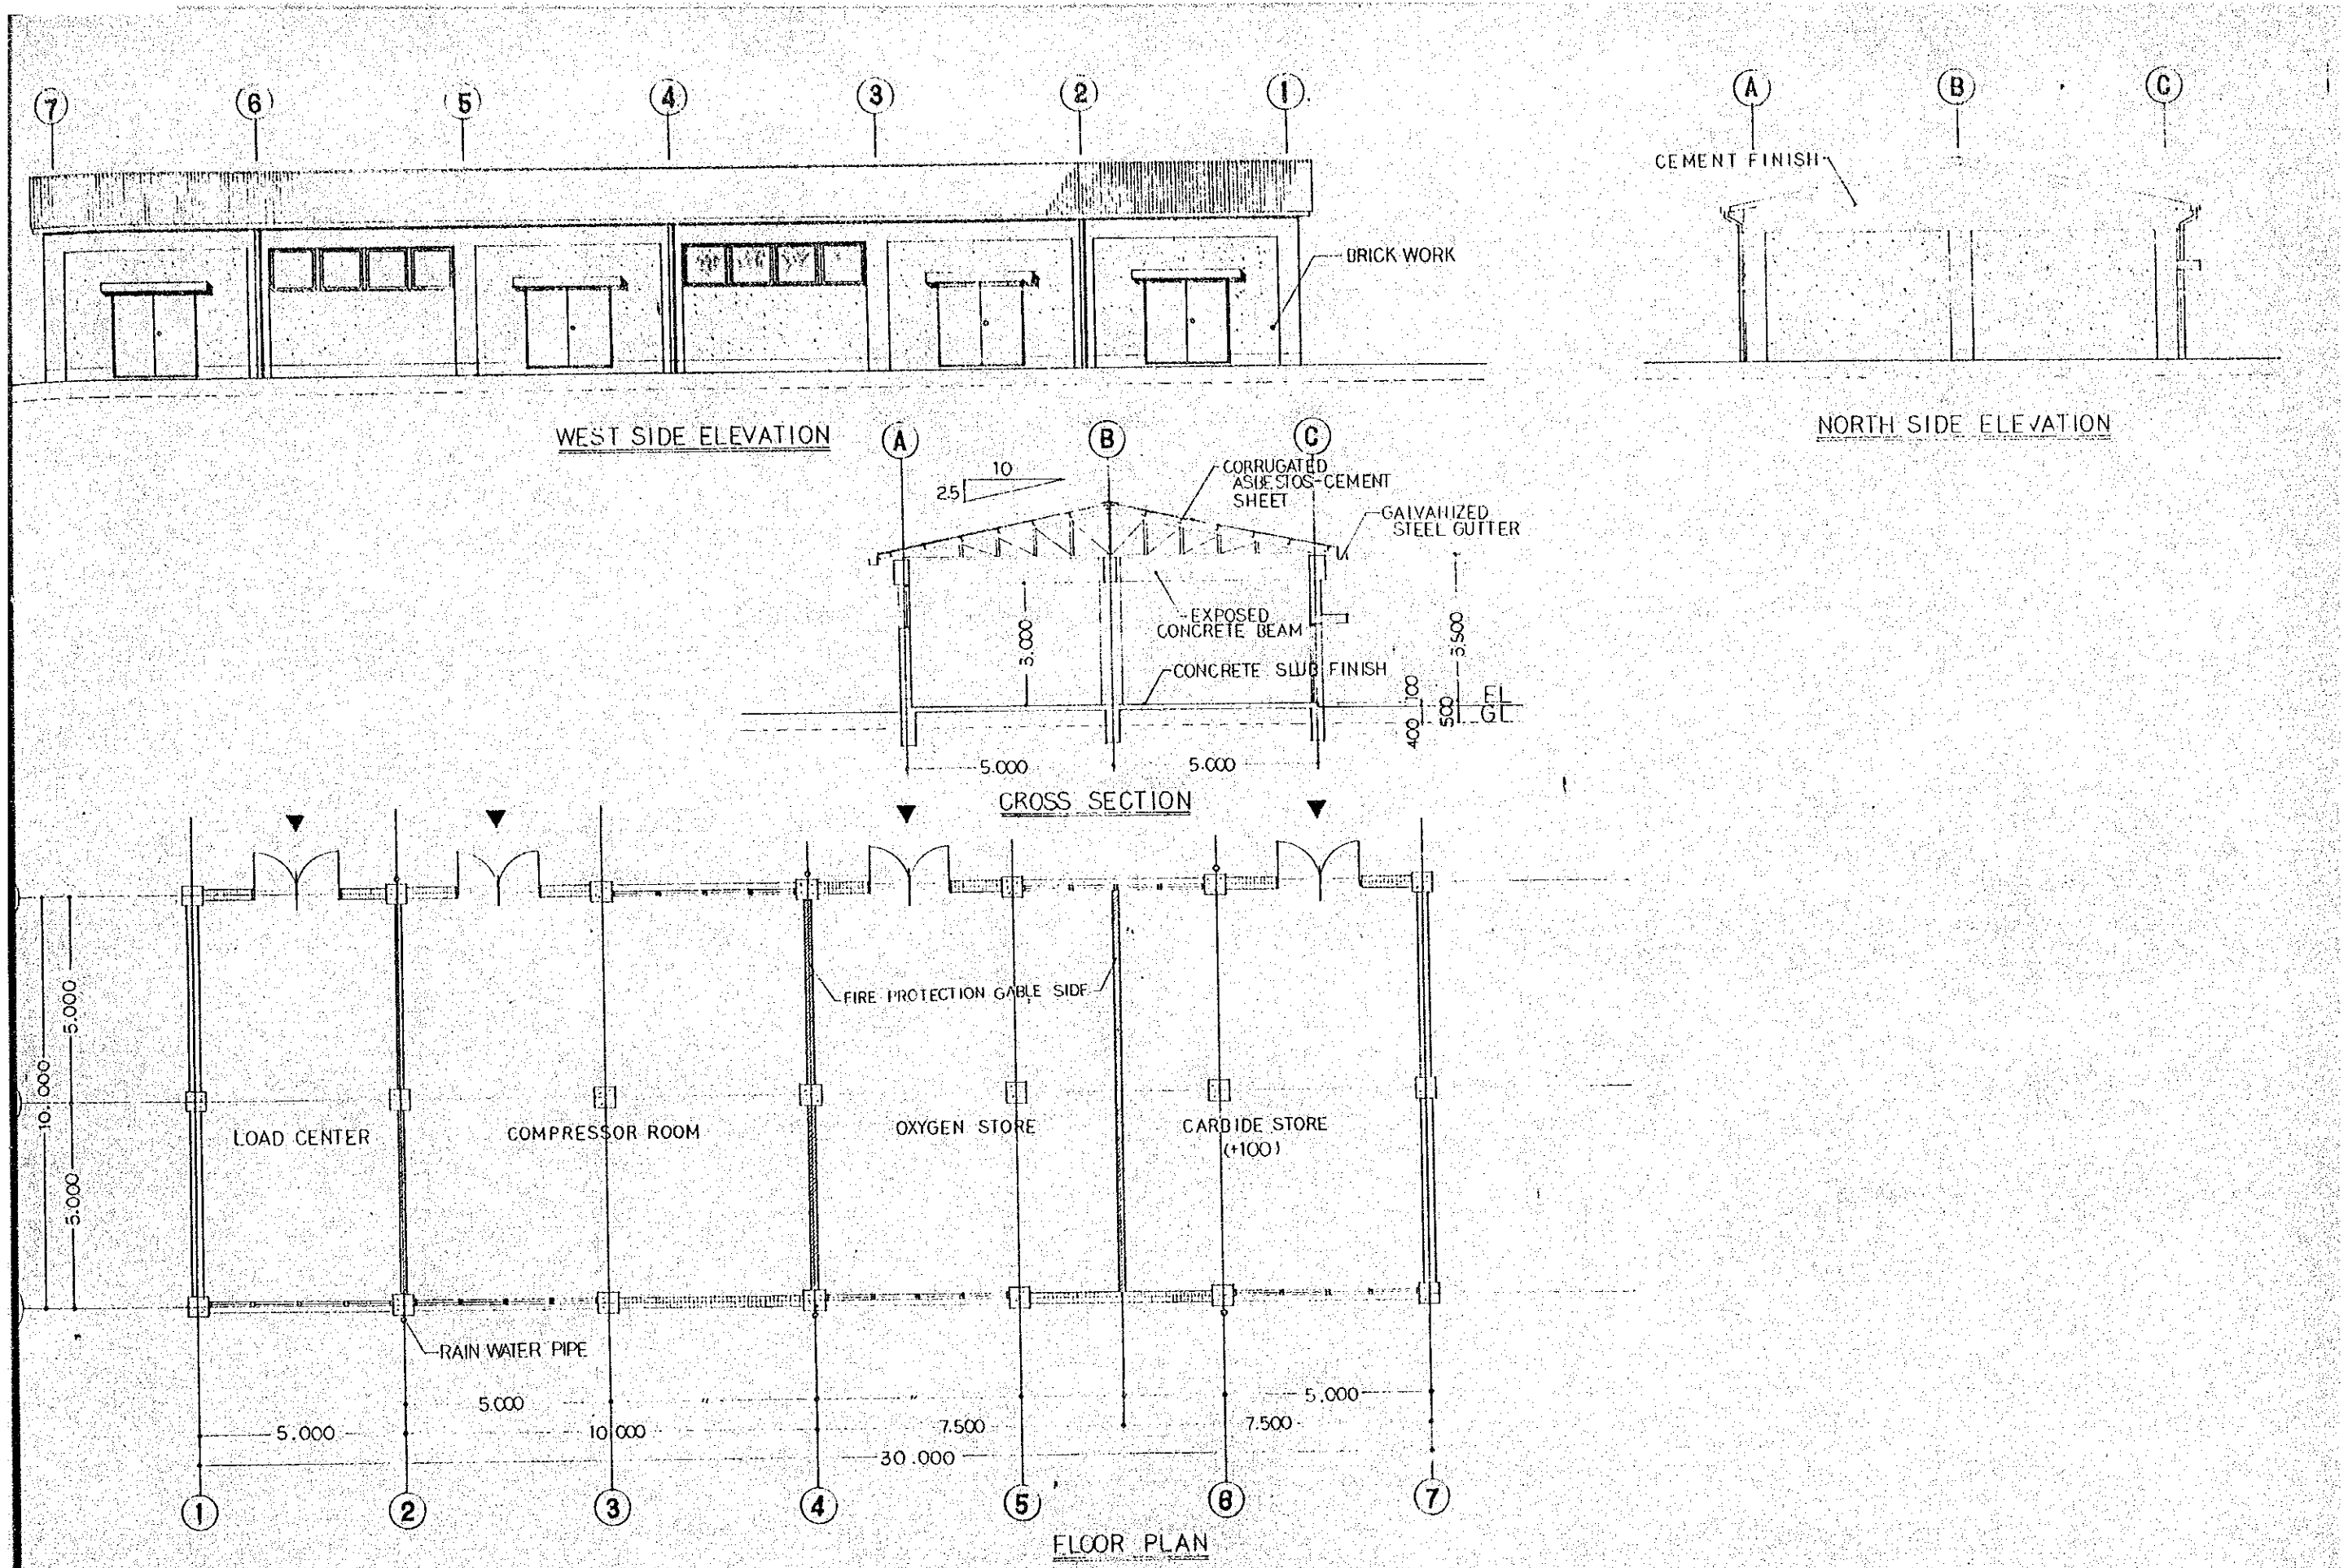 7 6 5 4 3 2 1
A B C
CEMENT FINISH
BRICK WORK
WEST SIDE ELEVATION
NORTH SIDE ELEVATION
A B C
10
2.5
CORRUGATED
ASBESTOS-CEMENT
SHEET
GALVANIZED
STEEL GUTTER
EXPOSED
CONCRETE BEAM
3.000
3.500
CONCRETE SLUB FINISH
100
400
500
FL
GL
5.000 5.000
CROSS SECTION
FIRE PROTECTION GABLE SIDE
5.000
10.000
5.000
LOAD CENTER
COMPRESSOR ROOM
OXYGEN STORE
CARBIDE STORE
(+100)
RAIN WATER PIPE
5.000 " " 5.000
5.000 10.000 7.500 7.500
30.000
1 2 3 4 5 6 7
FLOOR PLAN